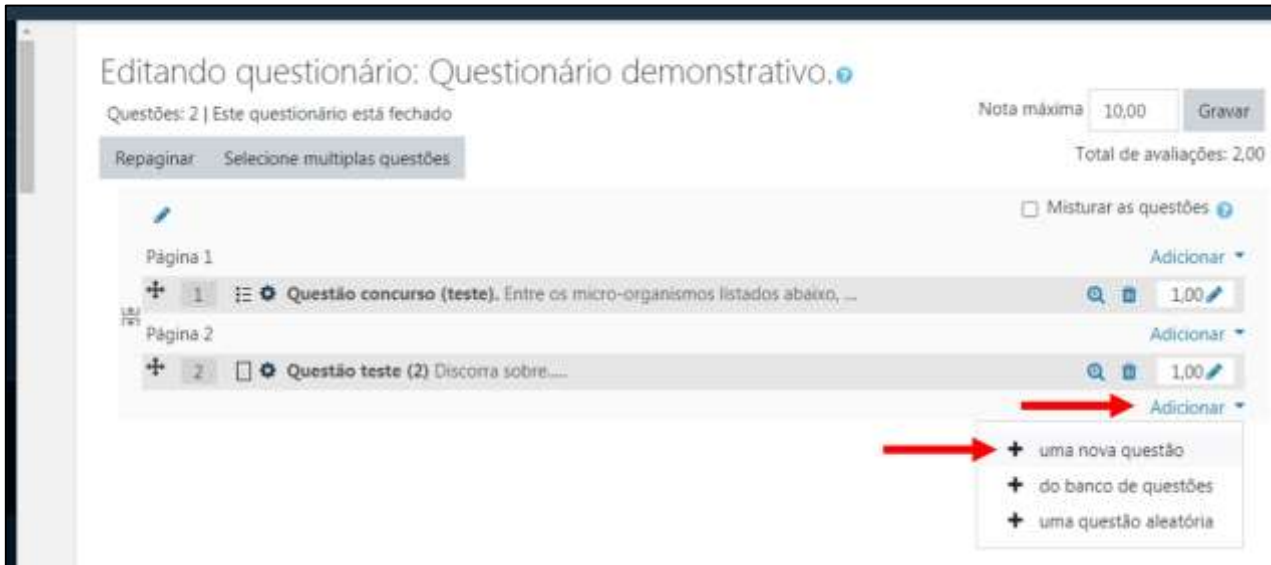 Editando questionário: Questionário demonstrativo.
Questões: 2 | Este questionário está fechado
Nota máxima 10,00 Gravar
Repaginar Selecione multiplas questões
Total de avaliações: 2,00
Misturar as questões
Página 1 Adicionar
1 Questão concurso (teste). Entre os micro-organismos listados abaixo, ... 1,00
Página 2 Adicionar
2 Questão teste (2) Discorra sobre..... 1,00
Adicionar
+ uma nova questão
+ do banco de questões
+ uma questão aleatória